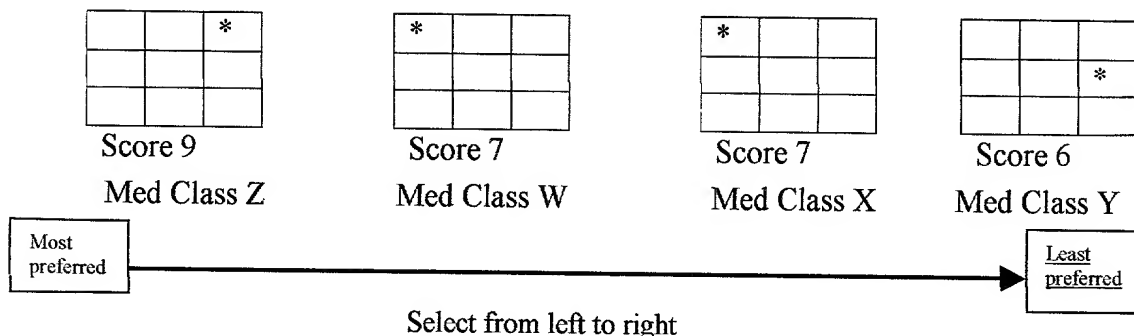 *
*
*
*
Score 9
Score 7
Score 7
Score 6
Med Class Z
Med Class W
Med Class X
Med Class Y
Most
preferred
Least
preferred
Select from left to right